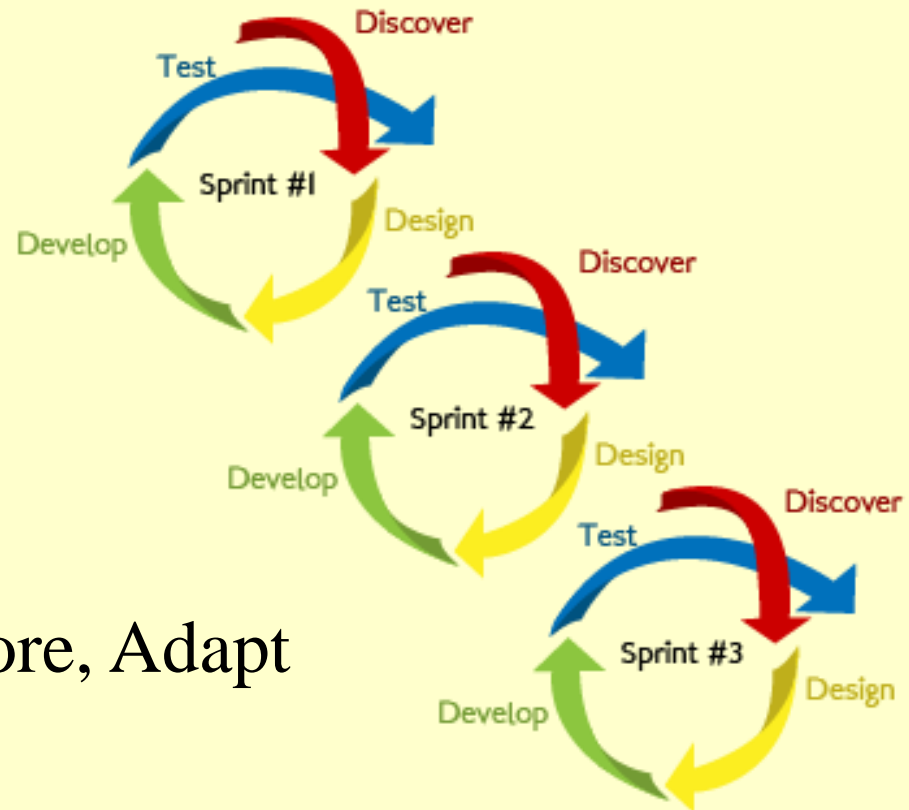 Discover
Test
Sprint #1
Design
Develop
Discover
Test
Sprint #2
Design
Develop
Discover
Test
Sprint #3
Design
Develop
ore, Adapt